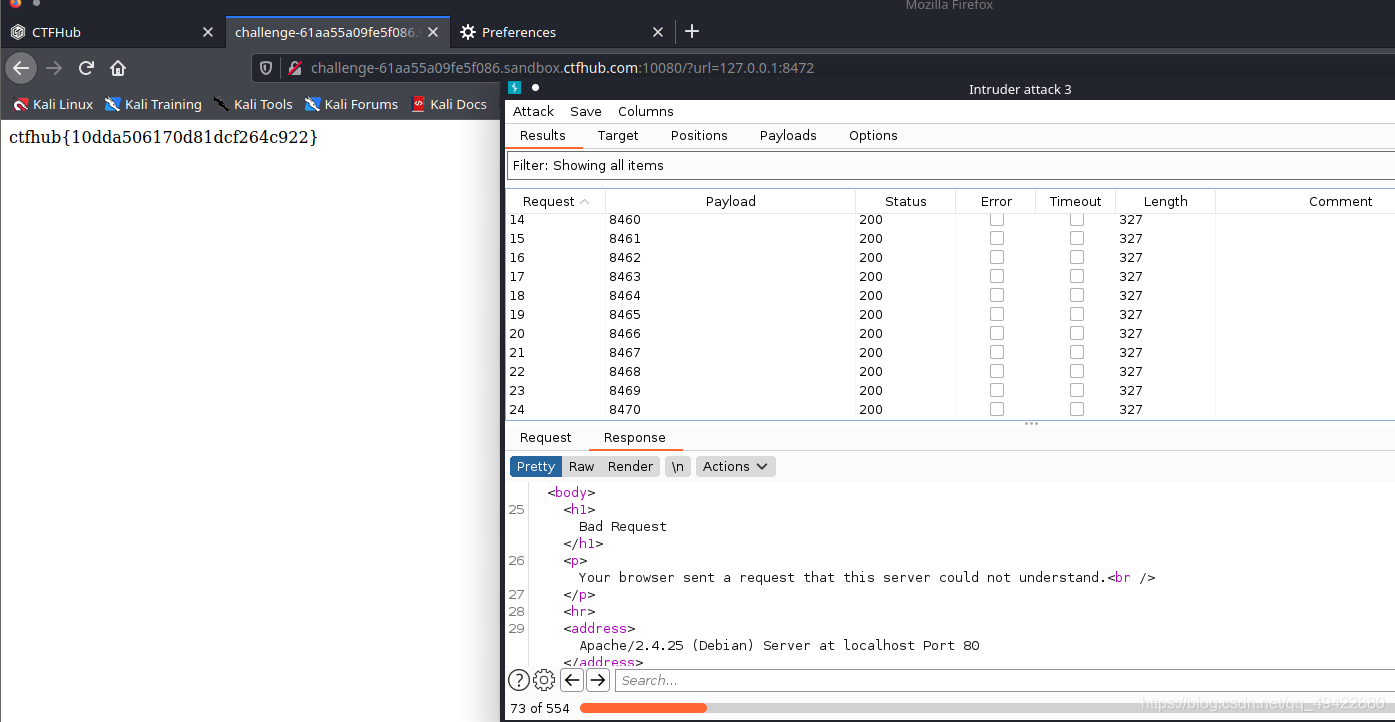 Mozilla Firefox
CTFHub
challenge-61aa55a09fe5f086.s
Preferences
challenge-61aa55a09fe5f086.sandbox.ctfhub.com:10080/?url=127.0.0.1:8472
Kali Linux Kali Training Kali Tools Kali Forums Kali Docs
ctfhub{10dda506170d81dcf264c922}
Intruder attack 3
Attack Save Columns
Results Target Positions Payloads Options
Filter: Showing all items
Request Payload Status Error Timeout Length Comment
14 8460 200 327
15 8461 200 327
16 8462 200 327
17 8463 200 327
18 8464 200 327
19 8465 200 327
20 8466 200 327
21 8467 200 327
22 8468 200 327
23 8469 200 327
24 8470 200 327
Request Response
Pretty Raw Render \n Actions
<body>
25 <h1>
Bad Request
</h1>
26 <p>
Your browser sent a request that this server could not understand.<br />
27 </p>
28 <hr>
29 <address>
Apache/2.4.25 (Debian) Server at localhost Port 80
</address>
Search...
73 of 554
https://blog.csdn.net/qq_49422880